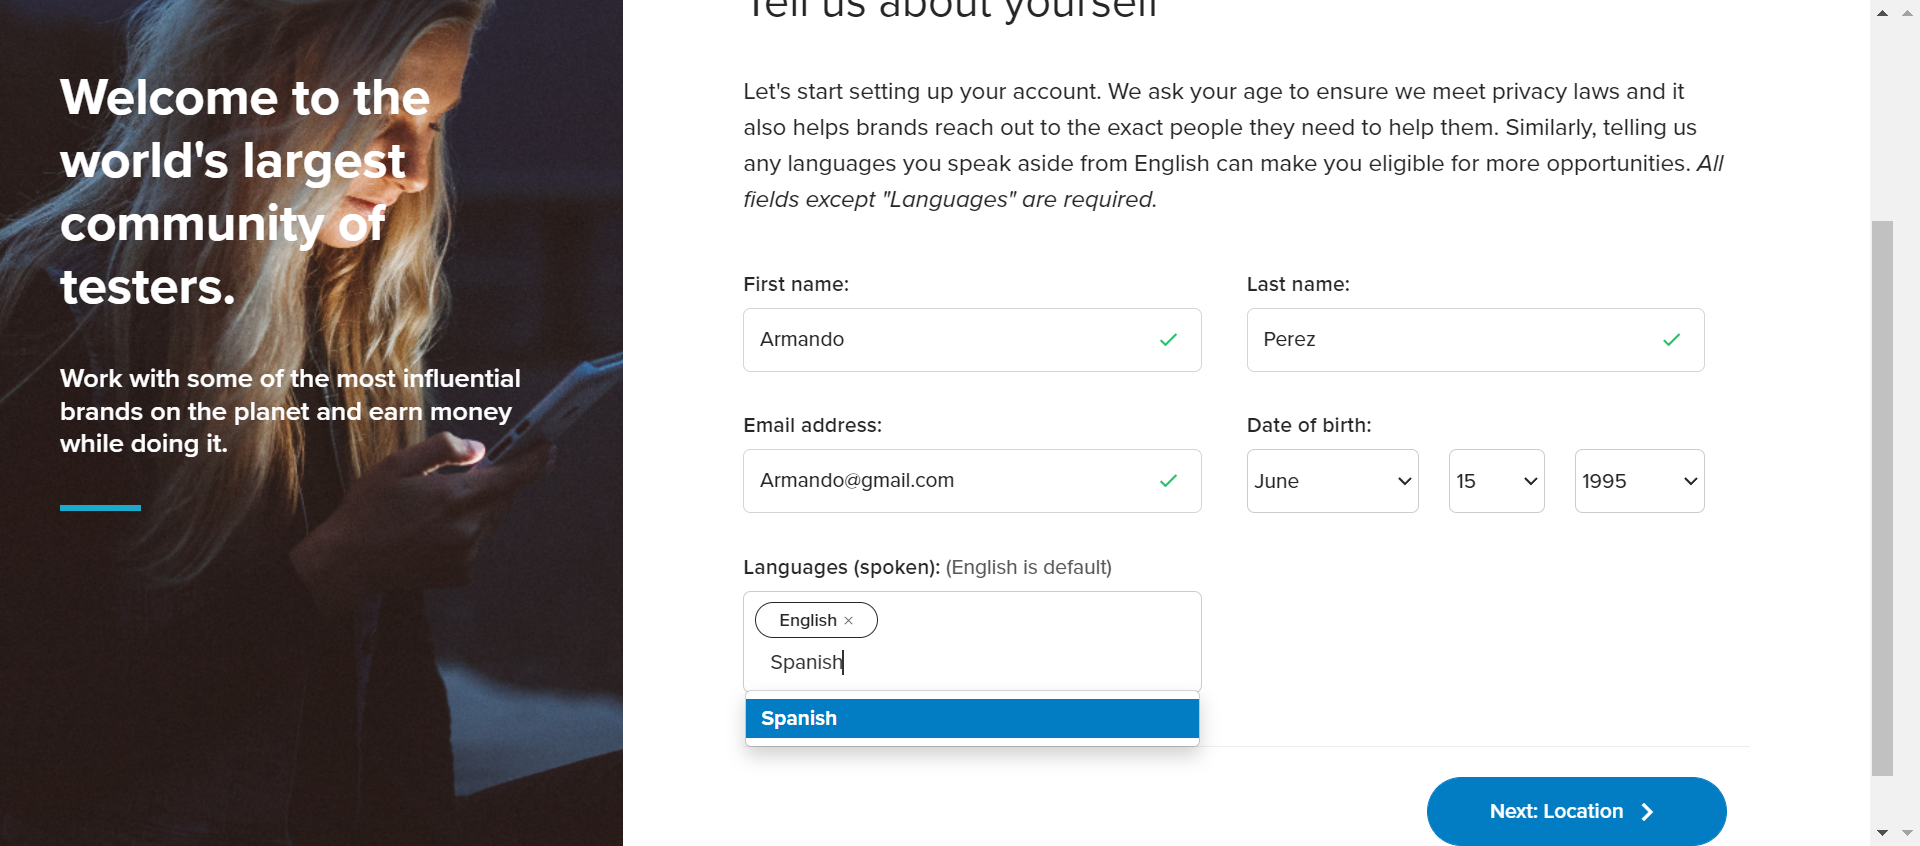 Welcome to the
world's largest
community of
testers.
Work with some of the most influential
brands on the planet and earn money
while doing it.
Tell us about yourself
Let's start setting up your account. We ask your age to ensure we meet privacy laws and it
also helps brands reach out to the exact people they need to help them. Similarly, telling us
any languages you speak aside from English can make you eligible for more opportunities. All
fields except "Languages" are required.
First name:
Last name:
Armando
Perez
Email address:
Date of birth:
Armando@gmail.com
June
15
1995
Languages (spoken): (English is default)
English ×
Spanish
Spanish
Next: Location